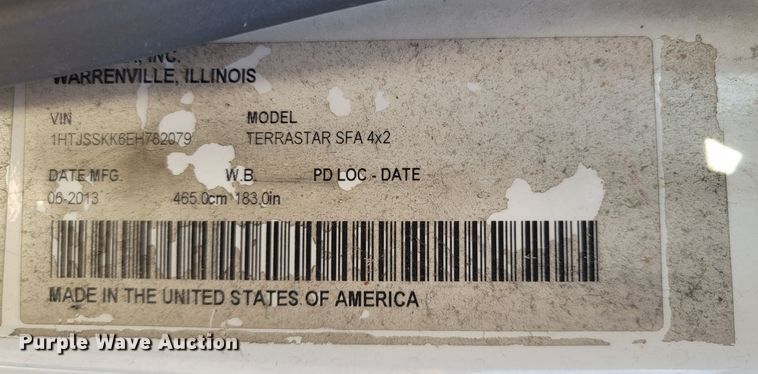 INC.
WARRENVILLE, ILLINOIS
VIN MODEL
1HTJSSKK6EH782079 TERRASTAR SFA 4x2
DATE MFG. W.B. PD LOC - DATE
06-2013 465.0cm 183.0in
MADE IN THE UNITED STATES OF AMERICA
Purple Wave Auction